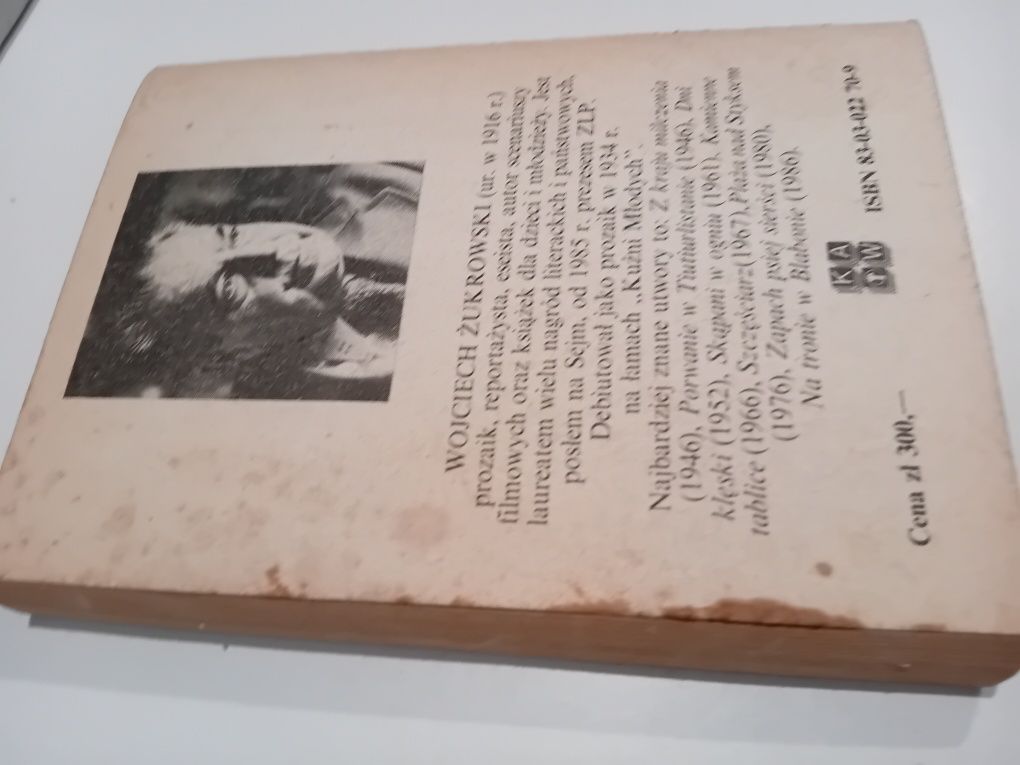 WOJCIECH ŻUKROWSKI (ur. w 1916 r.)
prozaik, reportażysta, eseista, autor scenariuszy
filmowych oraz książek dla dzieci i młodzieży. Jest
laureatem wielu nagród literackich i państwowych,
posłem na Sejm, od 1985 r. prezesem ZLP.
Debiutował jako prozaik w 1934 r.
na łamach „Kuźni Młodych”.
Najbardziej znane utwory to: Z kraju milczenia
(1946), Porwanie w Tiutiurlistanie (1946), Dni
klęski (1952), Skąpani w ogniu (1961), Kamienne
tablice (1966), Szczęściarz (1967), Plaża nad Styksem
(1976), Zapach psiej sierści (1980),
Na tronie w Blabonie (1986).
KA
rW
ISBN 83-03-022 70-9
Cena zł 300,—